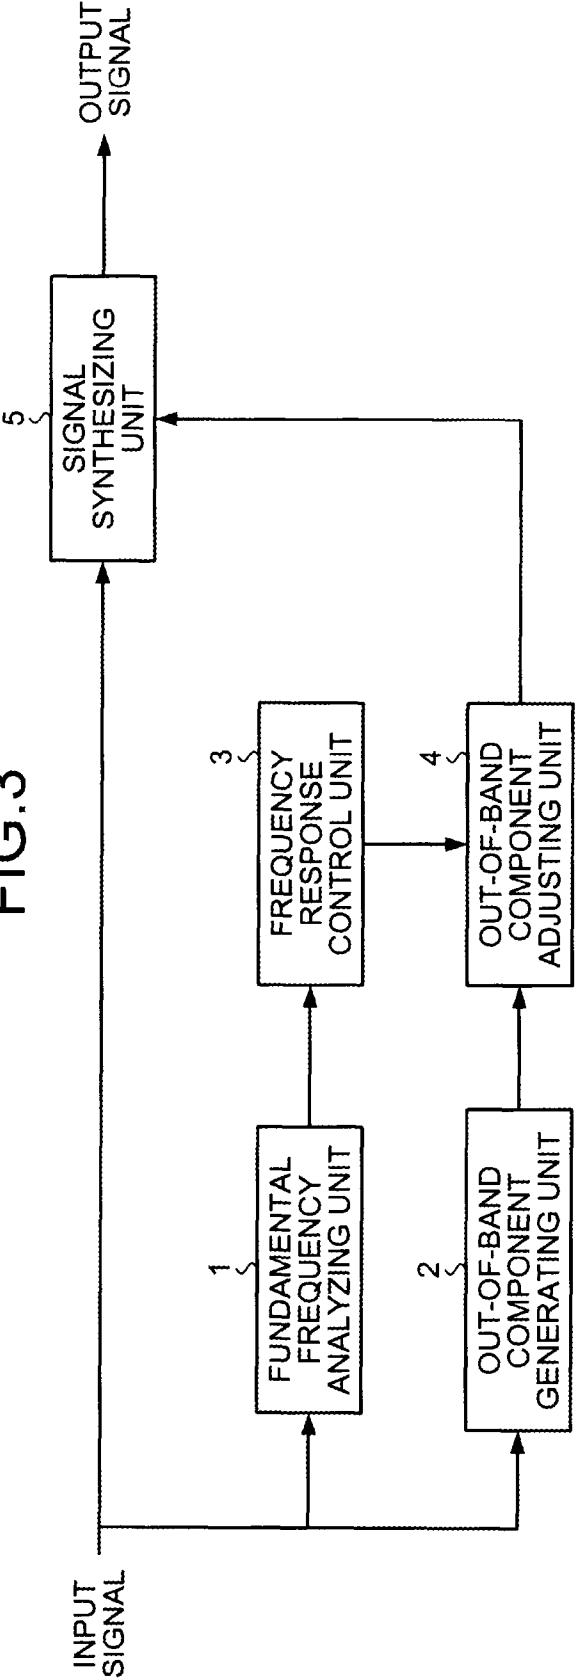 FIG.3
INPUT
SIGNAL
1
FUNDAMENTAL
FREQUENCY
ANALYZING UNIT
2
OUT-OF-BAND
COMPONENT
GENERATING UNIT
3
FREQUENCY
RESPONSE
CONTROL UNIT
4
OUT-OF-BAND
COMPONENT
ADJUSTING UNIT
5
SIGNAL
SYNTHESIZING
UNIT
OUTPUT
SIGNAL